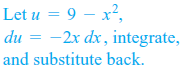 Let u = 9 − x²,
du = −2x dx, integrate,
and substitute back.